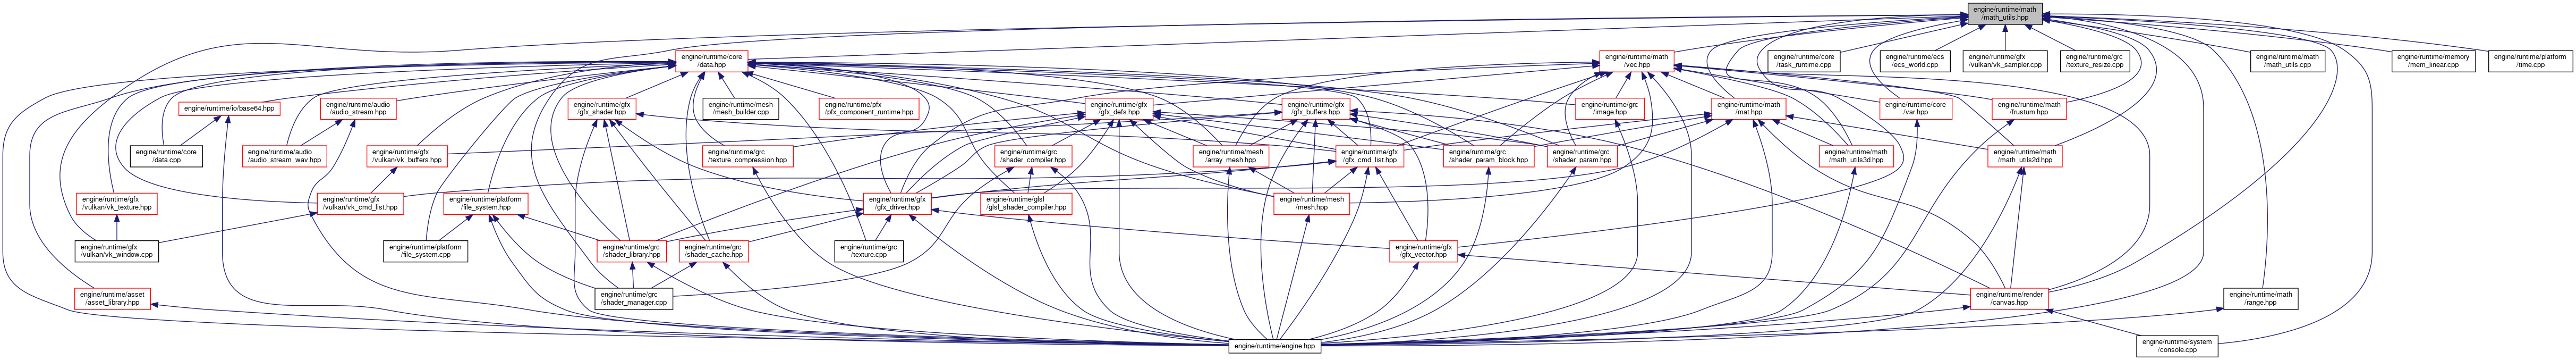 engine/runtime/math
/math_utils.hpp
engine/runtime/core
/data.hpp
engine/runtime/math
/vec.hpp
engine/runtime/core
/task_runtime.cpp
engine/runtime/ecs
/ecs_world.cpp
engine/runtime/gfx
/vulkan/vk_sampler.cpp
engine/runtime/grc
/texture_resize.cpp
engine/runtime/math
/math_utils.cpp
engine/runtime/memory
/mem_linear.cpp
engine/runtime/platform
/time.cpp
engine/runtime/io/base64.hpp
engine/runtime/audio
/audio_stream.hpp
engine/runtime/gfx
/gfx_shader.hpp
engine/runtime/mesh
/mesh_builder.cpp
engine/runtime/pfx
/pfx_component_runtime.hpp
engine/runtime/gfx
/gfx_defs.hpp
engine/runtime/gfx
/gfx_buffers.hpp
engine/runtime/grc
/image.hpp
engine/runtime/math
/mat.hpp
engine/runtime/core
/var.hpp
engine/runtime/math
/frustum.hpp
engine/runtime/core
/data.cpp
engine/runtime/audio
/audio_stream_wav.hpp
engine/runtime/gfx
/vulkan/vk_buffers.hpp
engine/runtime/grc
/texture_compression.hpp
engine/runtime/grc
/shader_compiler.hpp
engine/runtime/mesh
/array_mesh.hpp
engine/runtime/gfx
/gfx_cmd_list.hpp
engine/runtime/grc
/shader_param_block.hpp
engine/runtime/grc
/shader_param.hpp
engine/runtime/math
/math_utils3d.hpp
engine/runtime/math
/math_utils2d.hpp
engine/runtime/gfx
/vulkan/vk_texture.hpp
engine/runtime/gfx
/vulkan/vk_cmd_list.hpp
engine/runtime/platform
/file_system.hpp
engine/runtime/gfx
/gfx_driver.hpp
engine/runtime/glsl
/glsl_shader_compiler.hpp
engine/runtime/mesh
/mesh.hpp
engine/runtime/gfx
/vulkan/vk_window.cpp
engine/runtime/platform
/file_system.cpp
engine/runtime/grc
/shader_library.hpp
engine/runtime/grc
/shader_cache.hpp
engine/runtime/grc
/texture.cpp
engine/runtime/gfx
/gfx_vector.hpp
engine/runtime/asset
/asset_library.hpp
engine/runtime/grc
/shader_manager.cpp
engine/runtime/render
/canvas.hpp
engine/runtime/math
/range.hpp
engine/runtime/engine.hpp
engine/runtime/system
/console.cpp